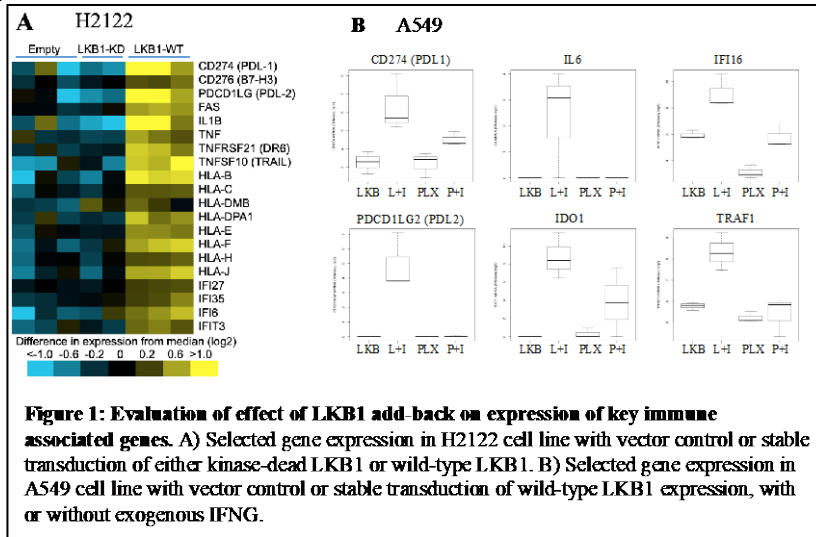 A H2122
Empty LKB1-KD LKB1-WT
CD274 (PDL-1)
CD276 (B7-H3)
PDCD1LG (PDL-2)
FAS
IL1B
TNF
TNFRSF21 (DR6)
TNFSF10 (TRAIL)
HLA-B
HLA-C
HLA-DMB
HLA-DPA1
HLA-E
HLA-F
HLA-H
HLA-J
IFI27
IFI35
IFI6
IFIT3
Difference in expression from median (log2)
<-1.0 -0.6 -0.2 0 0.2 0.6 >1.0
B A549
CD274 (PDL1) IL6 IFI16
LKB L+I PLX P+I LKB L+I PLX P+I LKB L+I PLX P+I
PDCD1LG2 (PDL2) IDO1 TRAF1
LKB L+I PLX P+I LKB L+I PLX P+I LKB L+I PLX P+I
Figure 1: Evaluation of effect of LKB1 add-back on expression of key immune
associated genes. A) Selected gene expression in H2122 cell line with vector control or stable
transduction of either kinase-dead LKB1 or wild-type LKB1. B) Selected gene expression in
A549 cell line with vector control or stable transduction of wild-type LKB1 expression, with
or without exogenous IFNG.